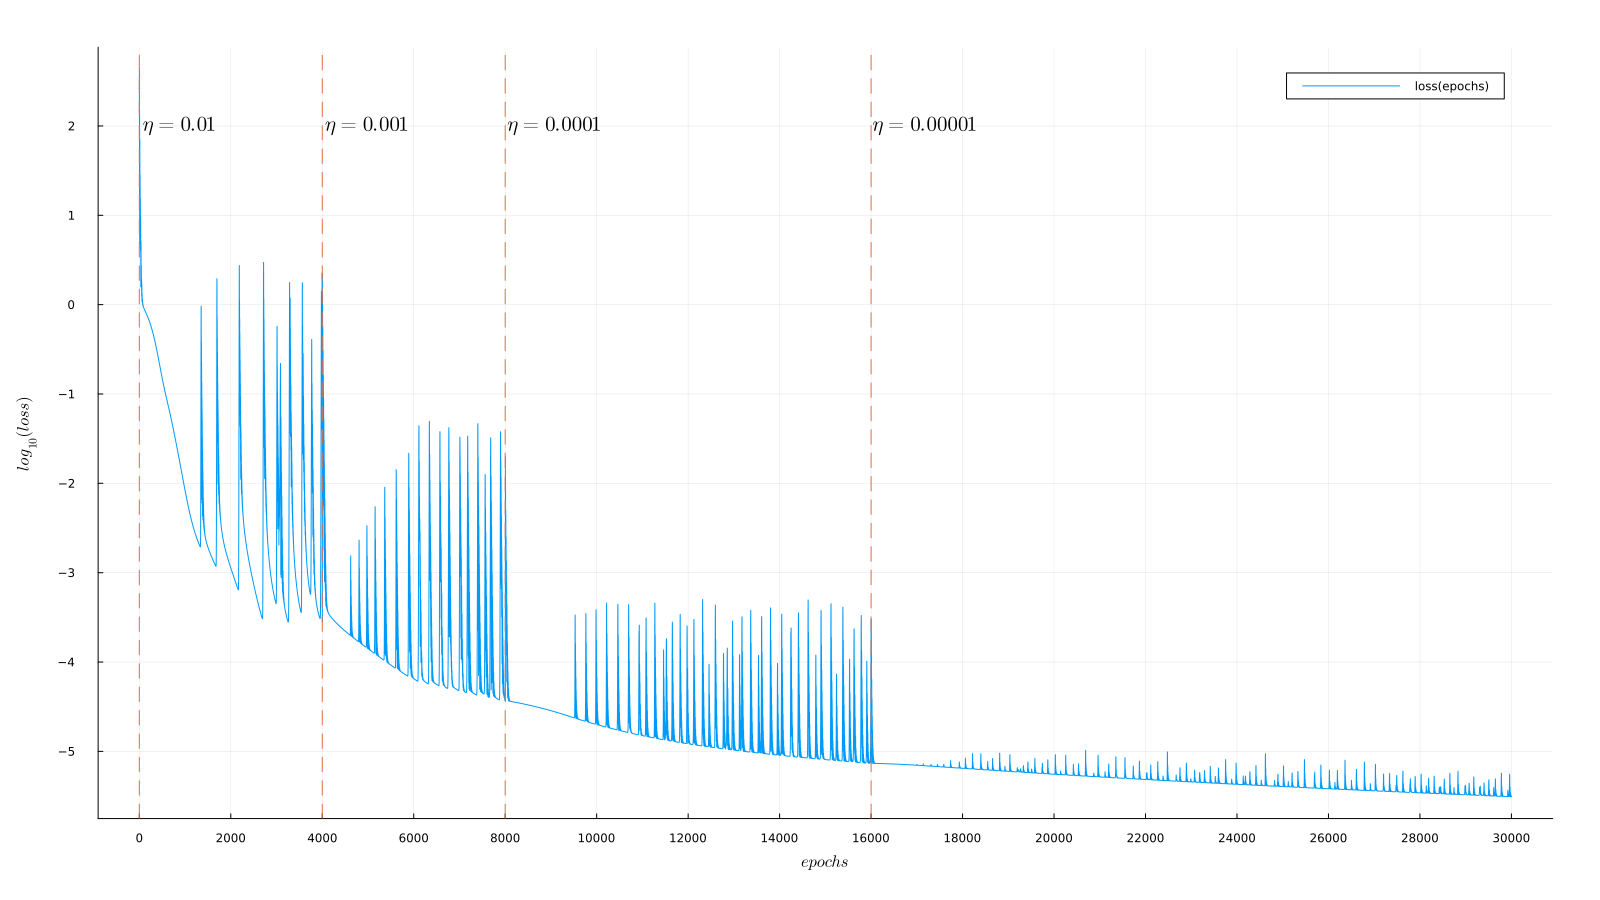 loss(epochs)
η = 0.01
η = 0.001
η = 0.0001
η = 0.00001
2
1
0
−1
−2
−3
−4
−5
log₁₀(loss)
0 2000 4000 6000 8000 10000 12000 14000 16000 18000 20000 22000 24000 26000 28000 30000
epochs